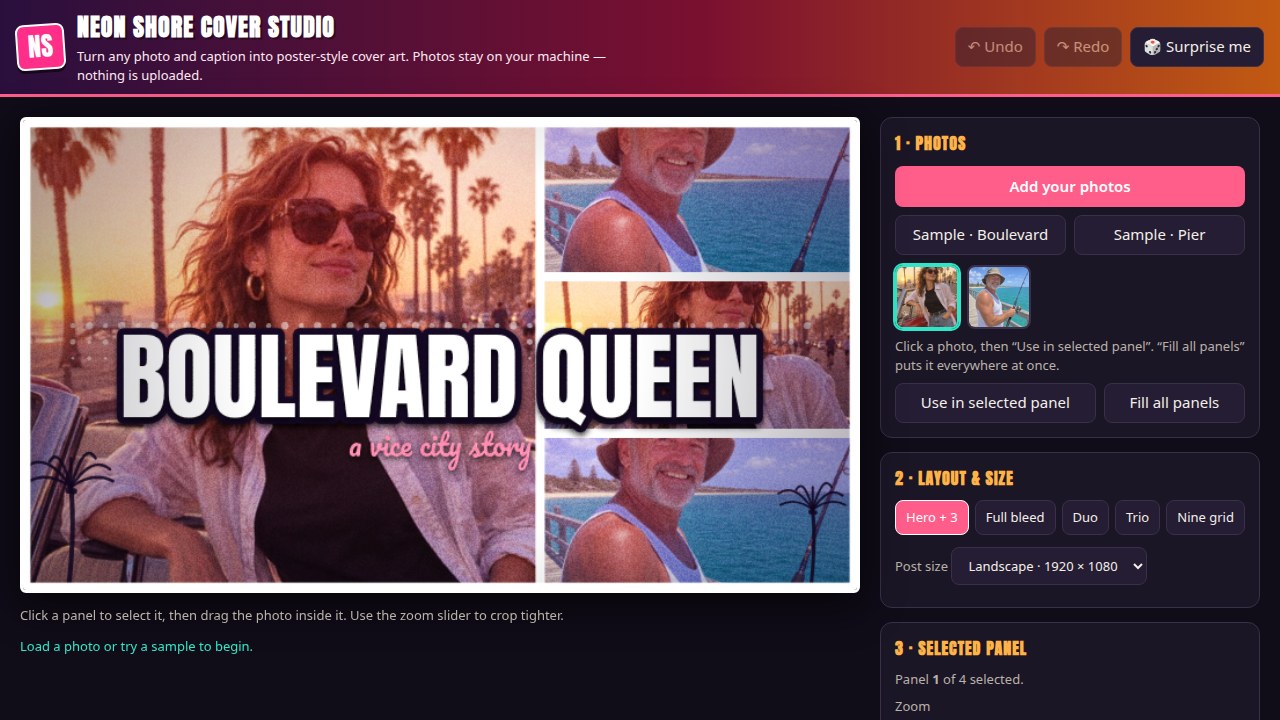 NS
NEON SHORE COVER STUDIO
Turn any photo and caption into poster-style cover art. Photos stay on your machine —
nothing is uploaded.
↶ Undo
↷ Redo
🎲 Surprise me
BOULEVARD QUEEN
a vice city story
Click a panel to select it, then drag the photo inside it. Use the zoom slider to crop tighter.
Load a photo or try a sample to begin.
1 · PHOTOS
Add your photos
Sample · Boulevard
Sample · Pier
Click a photo, then “Use in selected panel”. “Fill all panels”
puts it everywhere at once.
Use in selected panel
Fill all panels
2 · LAYOUT & SIZE
Hero + 3
Full bleed
Duo
Trio
Nine grid
Post size
Landscape · 1920 × 1080
3 · SELECTED PANEL
Panel 1 of 4 selected.
Zoom